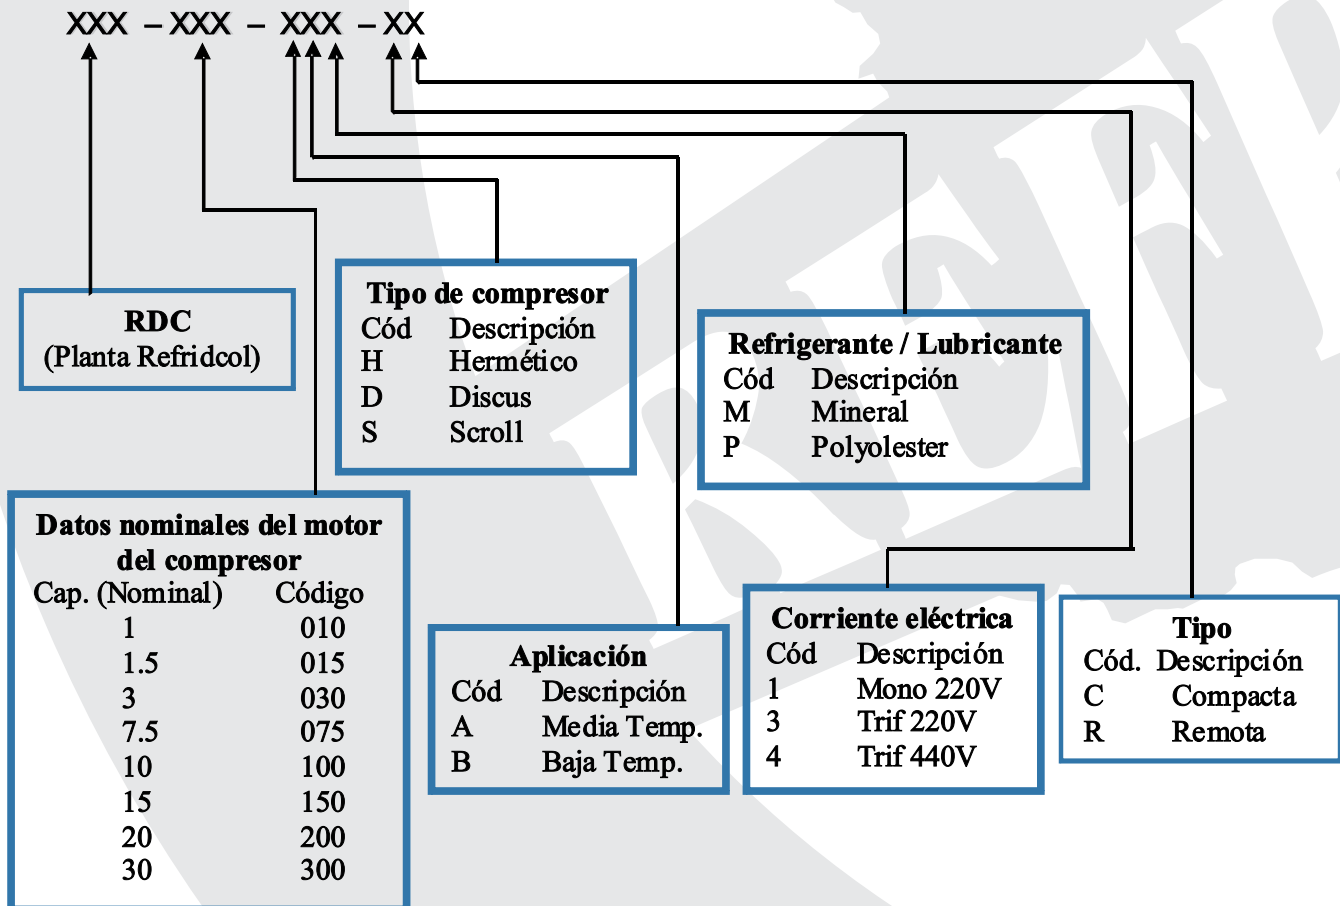 XXX – XXX – XXX – XX
RDC
(Planta Refridcol)
Tipo de compresor
Cód Descripción
H Hermético
D Discus
S Scroll
Refrigerante / Lubricante
Cód Descripción
M Mineral
P Polyolester
Datos nominales del motor
del compresor
Cap. (Nominal) Código
1 010
1.5 015
3 030
7.5 075
10 100
15 150
20 200
30 300
Aplicación
Cód Descripción
A Media Temp.
B Baja Temp.
Corriente eléctrica
Cód Descripción
1 Mono 220V
3 Trif 220V
4 Trif 440V
Tipo
Cód. Descripción
C Compacta
R Remota